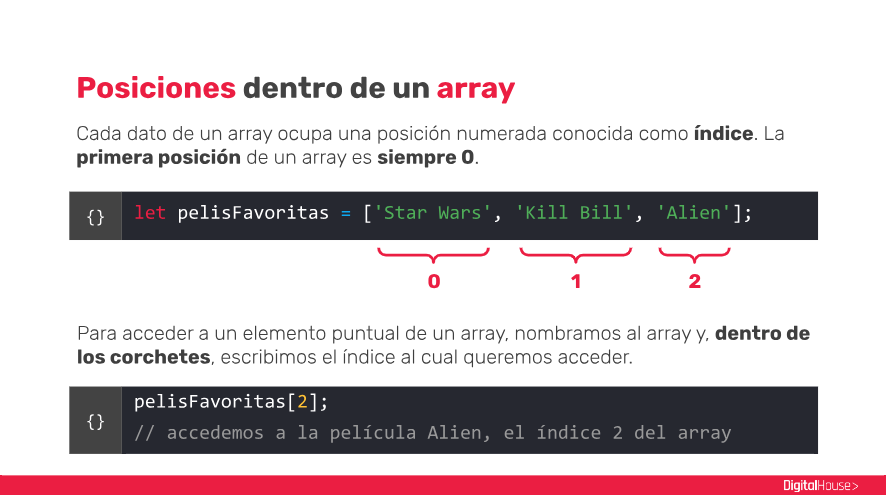 Posiciones dentro de un array
Cada dato de un array ocupa una posición numerada conocida como índice. La
primera posición de un array es siempre 0.
{} let pelisFavoritas = ['Star Wars', 'Kill Bill', 'Alien'];
0 1 2
Para acceder a un elemento puntual de un array, nombramos al array y, dentro de
los corchetes, escribimos el índice al cual queremos acceder.
pelisFavoritas[2];
{}
// accedemos a la película Alien, el índice 2 del array
DigitalHouse>